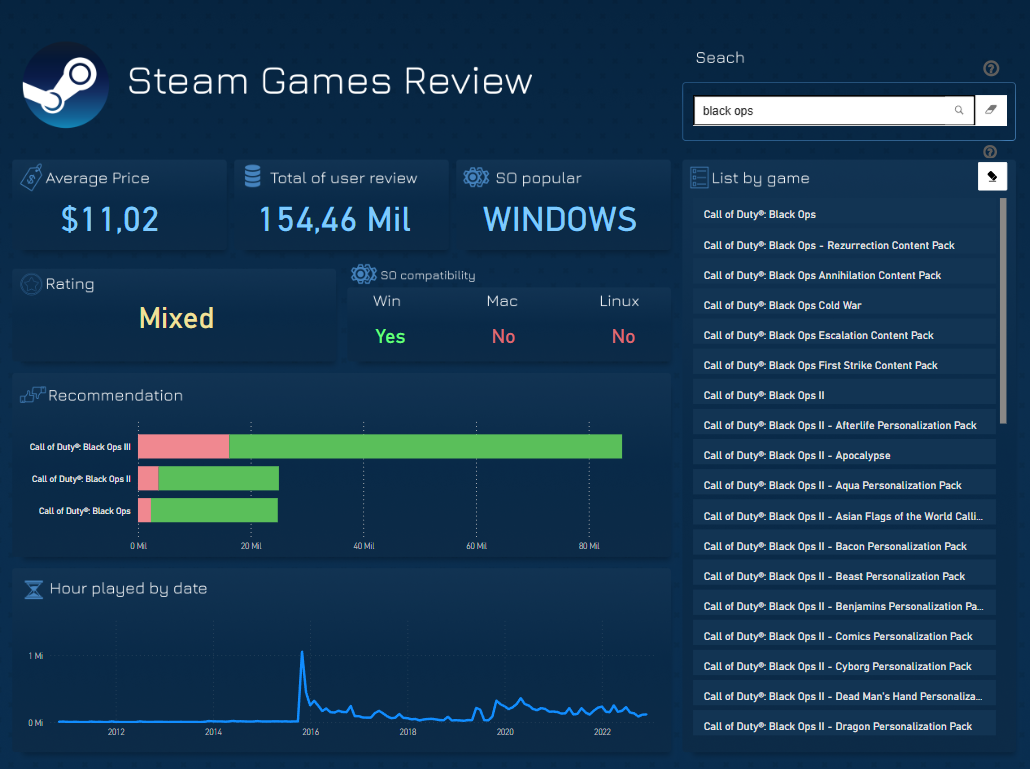 Steam Games Review
Seach
?
black ops
?
Average Price
$11,02
Total of user review
154,46 Mil
SO popular
WINDOWS
Rating
Mixed
SO compatibility
Win Mac Linux
Yes No No
Recommendation
Call of Duty®: Black Ops III
Call of Duty®: Black Ops II
Call of Duty®: Black Ops
0 Mil 20 Mil 40 Mil 60 Mil 80 Mil
Hour played by date
1 Mi
0 Mi
2012 2014 2016 2018 2020 2022
List by game
Call of Duty®: Black Ops
Call of Duty®: Black Ops - Rezurrection Content Pack
Call of Duty®: Black Ops Annihilation Content Pack
Call of Duty®: Black Ops Cold War
Call of Duty®: Black Ops Escalation Content Pack
Call of Duty®: Black Ops First Strike Content Pack
Call of Duty®: Black Ops II
Call of Duty®: Black Ops II - Afterlife Personalization Pack
Call of Duty®: Black Ops II - Apocalypse
Call of Duty®: Black Ops II - Aqua Personalization Pack
Call of Duty®: Black Ops II - Asian Flags of the World Calli...
Call of Duty®: Black Ops II - Bacon Personalization Pack
Call of Duty®: Black Ops II - Beast Personalization Pack
Call of Duty®: Black Ops II - Benjamins Personalization Pa...
Call of Duty®: Black Ops II - Comics Personalization Pack
Call of Duty®: Black Ops II - Cyborg Personalization Pack
Call of Duty®: Black Ops II - Dead Man's Hand Personaliza...
Call of Duty®: Black Ops II - Dragon Personalization Pack